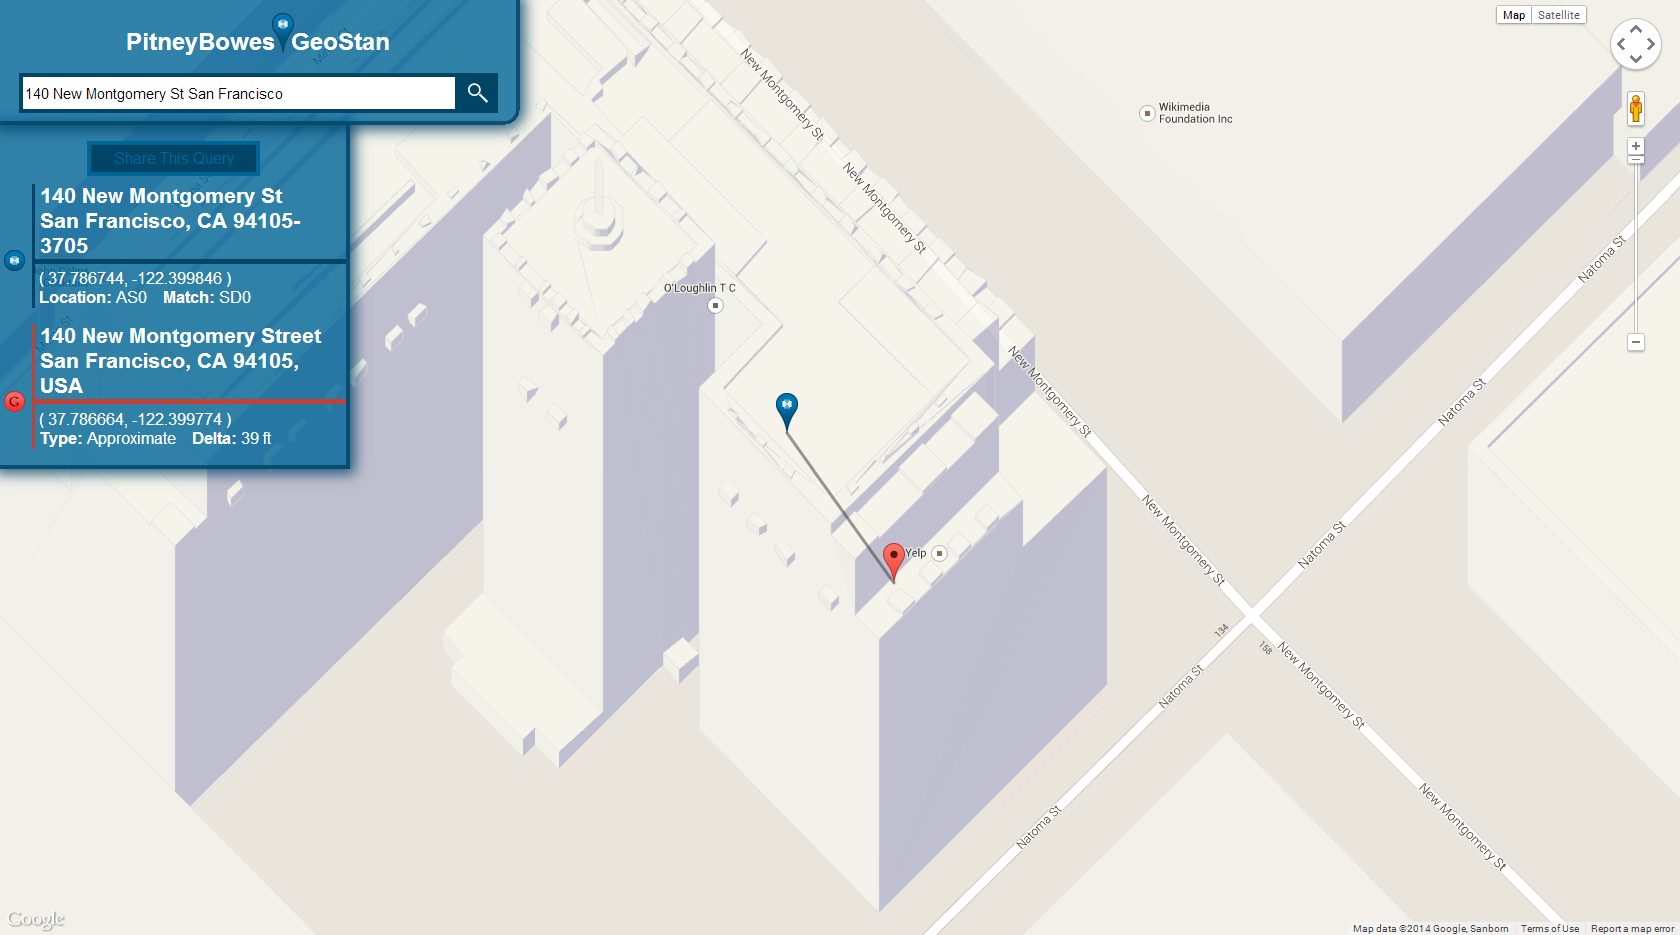 PitneyBowes GeoStan
140 New Montgomery St San Francisco
Share This Query
140 New Montgomery St
San Francisco, CA 94105-
3705
( 37.786744, -122.399846 )
Location: AS0 Match: SD0
140 New Montgomery Street
San Francisco, CA 94105,
USA
G
( 37.786664, -122.399774 )
Type: Approximate Delta: 39 ft
Map Satellite
New Montgomery St
New Montgomery St
Wikimedia
Foundation Inc
O'Loughlin T C
New Montgomery St
Natoma St
Natoma St
New Montgomery St
Natoma St
Yelp
134
158
Natoma St
New Montgomery St
Natoma St
New Montgomery St
Google
Map data ©2014 Google, Sanborn Terms of Use Report a map error